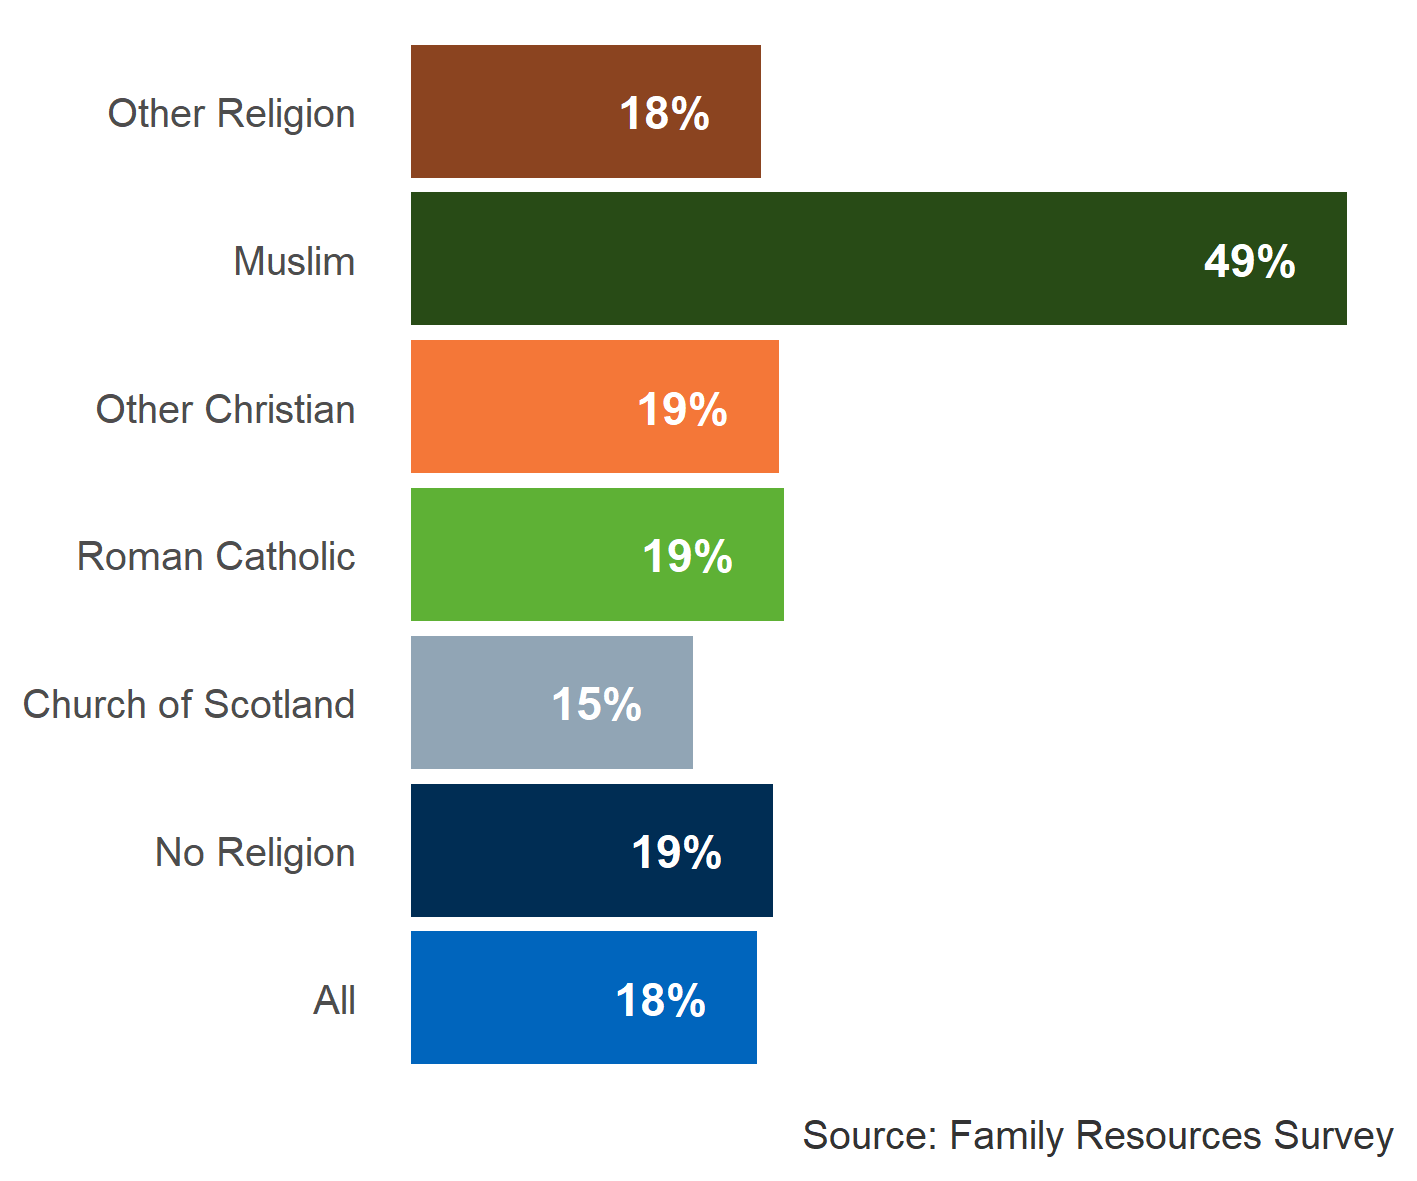 Other Religion 18%
Muslim 49%
Other Christian 19%
Roman Catholic 19%
Church of Scotland 15%
No Religion 19%
All 18%
Source: Family Resources Survey